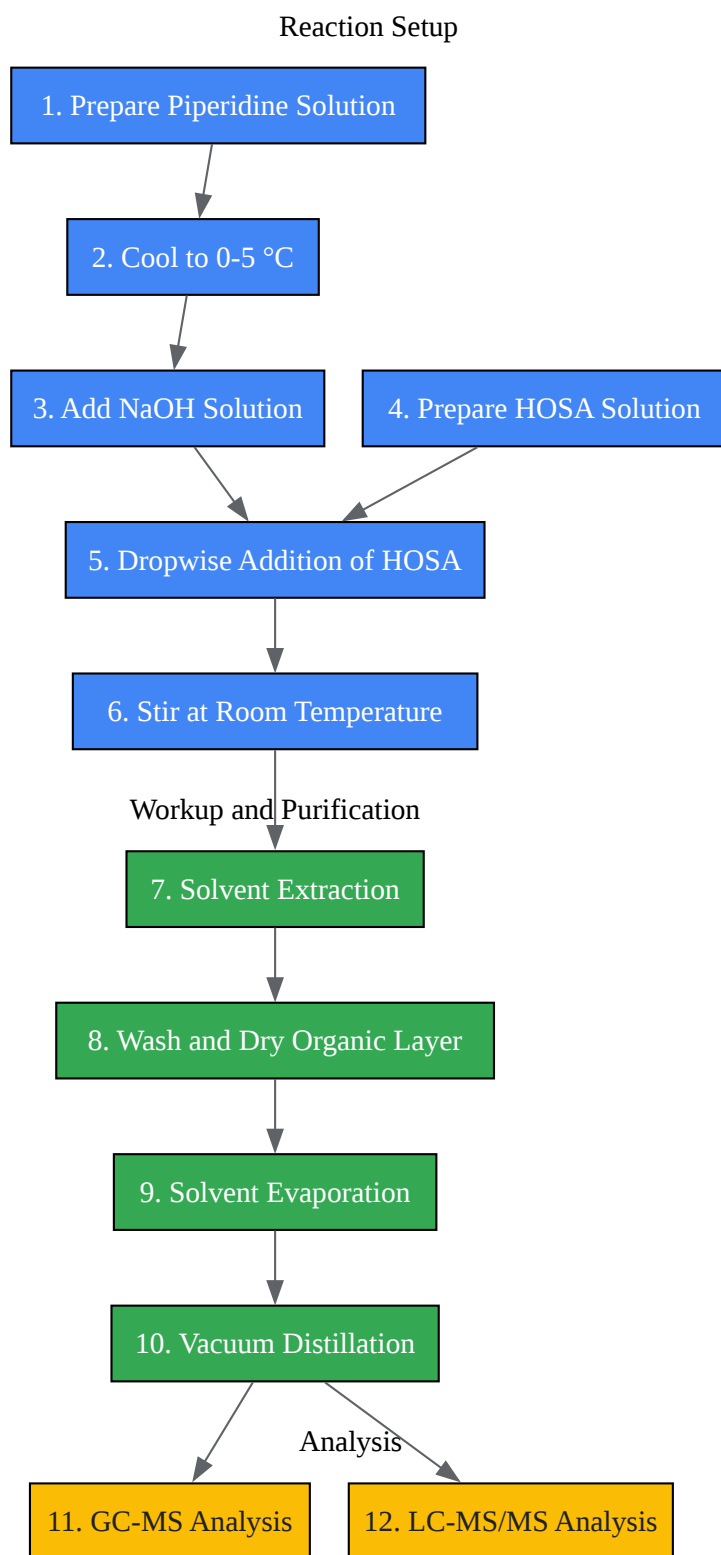 Reaction Setup
1. Prepare Piperidine Solution
2. Cool to 0-5 °C
3. Add NaOH Solution
4. Prepare HOSA Solution
5. Dropwise Addition of HOSA
6. Stir at Room Temperature
Workup and Purification
7. Solvent Extraction
8. Wash and Dry Organic Layer
9. Solvent Evaporation
10. Vacuum Distillation
Analysis
11. GC-MS Analysis
12. LC-MS/MS Analysis